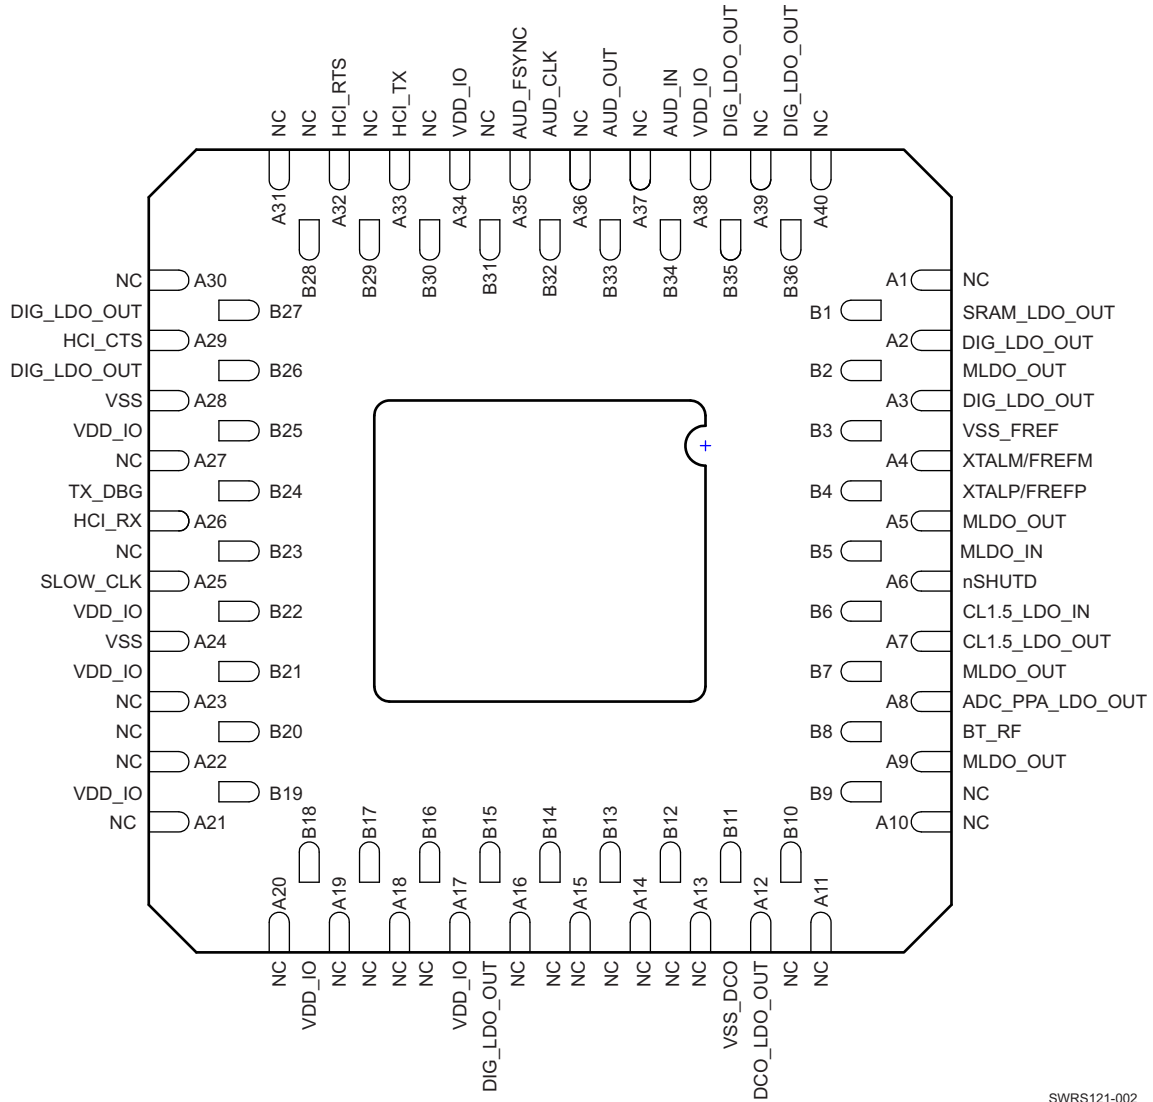 NC
NC
HCI_RTS
NC
HCI_TX
NC
VDD_IO
NC
AUD_FSYNC
AUD_CLK
NC
AUD_OUT
NC
AUD_IN
VDD_IO
DIG_LDO_OUT
NC
DIG_LDO_OUT
NC
A31
A32
A33
A34
A35
A36
A37
A38
A39
A40
B28
B29
B30
B31
B32
B33
B34
B35
B36
NC A30
DIG_LDO_OUT B27
HCI_CTS A29
DIG_LDO_OUT B26
VSS A28
VDD_IO B25
NC A27
TX_DBG B24
HCI_RX A26
NC B23
SLOW_CLK A25
VDD_IO B22
VSS A24
VDD_IO B21
NC A23
NC B20
NC A22
VDD_IO B19
NC A21
A1 NC
B1 SRAM_LDO_OUT
A2 DIG_LDO_OUT
B2 MLDO_OUT
A3 DIG_LDO_OUT
B3 VSS_FREF
A4 XTALM/FREFM
B4 XTALP/FREFP
A5 MLDO_OUT
B5 MLDO_IN
A6 nSHUTD
B6 CL1.5_LDO_IN
A7 CL1.5_LDO_OUT
B7 MLDO_OUT
A8 ADC_PPA_LDO_OUT
B8 BT_RF
A9 MLDO_OUT
B9 NC
A10 NC
B18
B17
B16
B15
B14
B13
B12
B11
B10
A20
A19
A18
A17
A16
A15
A14
A13
A12
A11
NC
VDD_IO
NC
NC
NC
NC
VDD_IO
DIG_LDO_OUT
NC
NC
NC
NC
NC
NC
NC
VSS_DCO
DCO_LDO_OUT
NC
NC
SWRS121-002